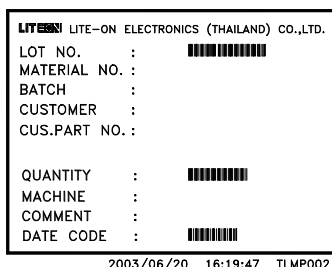 LITEON LITE-ON ELECTRONICS (THAILAND) CO.,LTD.
LOT NO. :
MATERIAL NO. :
BATCH :
CUSTOMER :
CUS.PART NO. :
QUANTITY :
MACHINE :
COMMENT :
DATE CODE :
2003/06/20 16:19:47 TLMP002